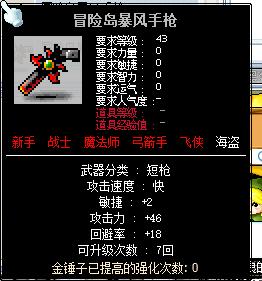 冒险岛暴风手枪
要求等级： 43
要求力量： 0
要求敏捷： -
要求智力： 0
要求运气： 0
要求人气度： -
道具等级： -
道具经验值： -
新手 战士 魔法师 弓箭手 飞侠 海盗
武器分类： 短枪
攻击速度： 快
敏捷： +2
攻击力： +46
回避率： +18
可升级次数： 7回
金锤子已提高的强化次数: 0